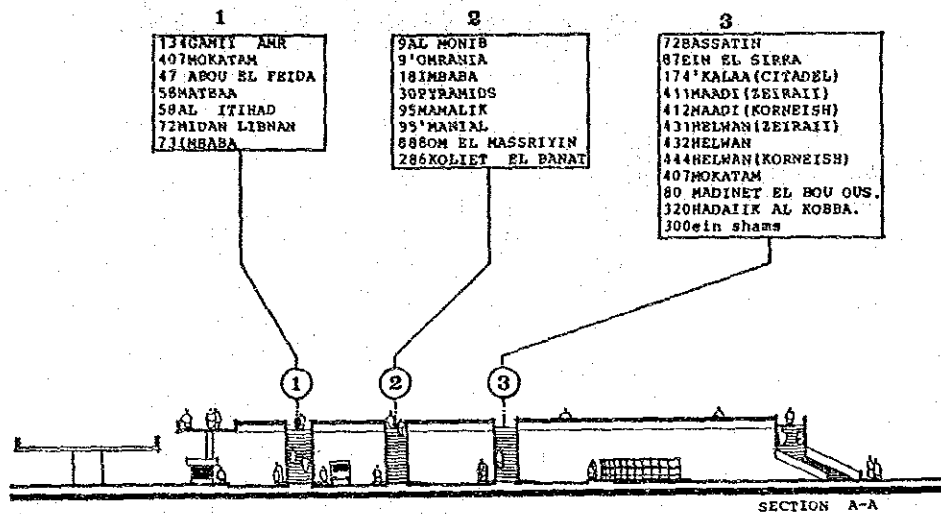 1
134GAMII AMR
407MOKATAM
47 ABOU EL FEIDA
56MATBAA
58AL ITIHAD
72MIDAN LIBNAN
73IMBABA
2
9AL MONIB
9'OMRANIA
18IMBABA
30PYRAMIDS
95MAMALIK
95'MANIAL
888OM EL MASSRIYIN
286KOLIET EL BANAT
3
72BASSATIN
87EIN EL SIRRA
174'KALAA(CITADEL)
411MAADI(ZEIRAII)
412MAADI(KORNEISH)
431HELWAN(ZEIRAII)
432HELWAN
444HELWAN(KORNEISH)
407MOKATAM
80 MADINET EL BOU OUS.
320HADAIIK AL KOBBA.
300ein shams
1
2
3
SECTION A-A